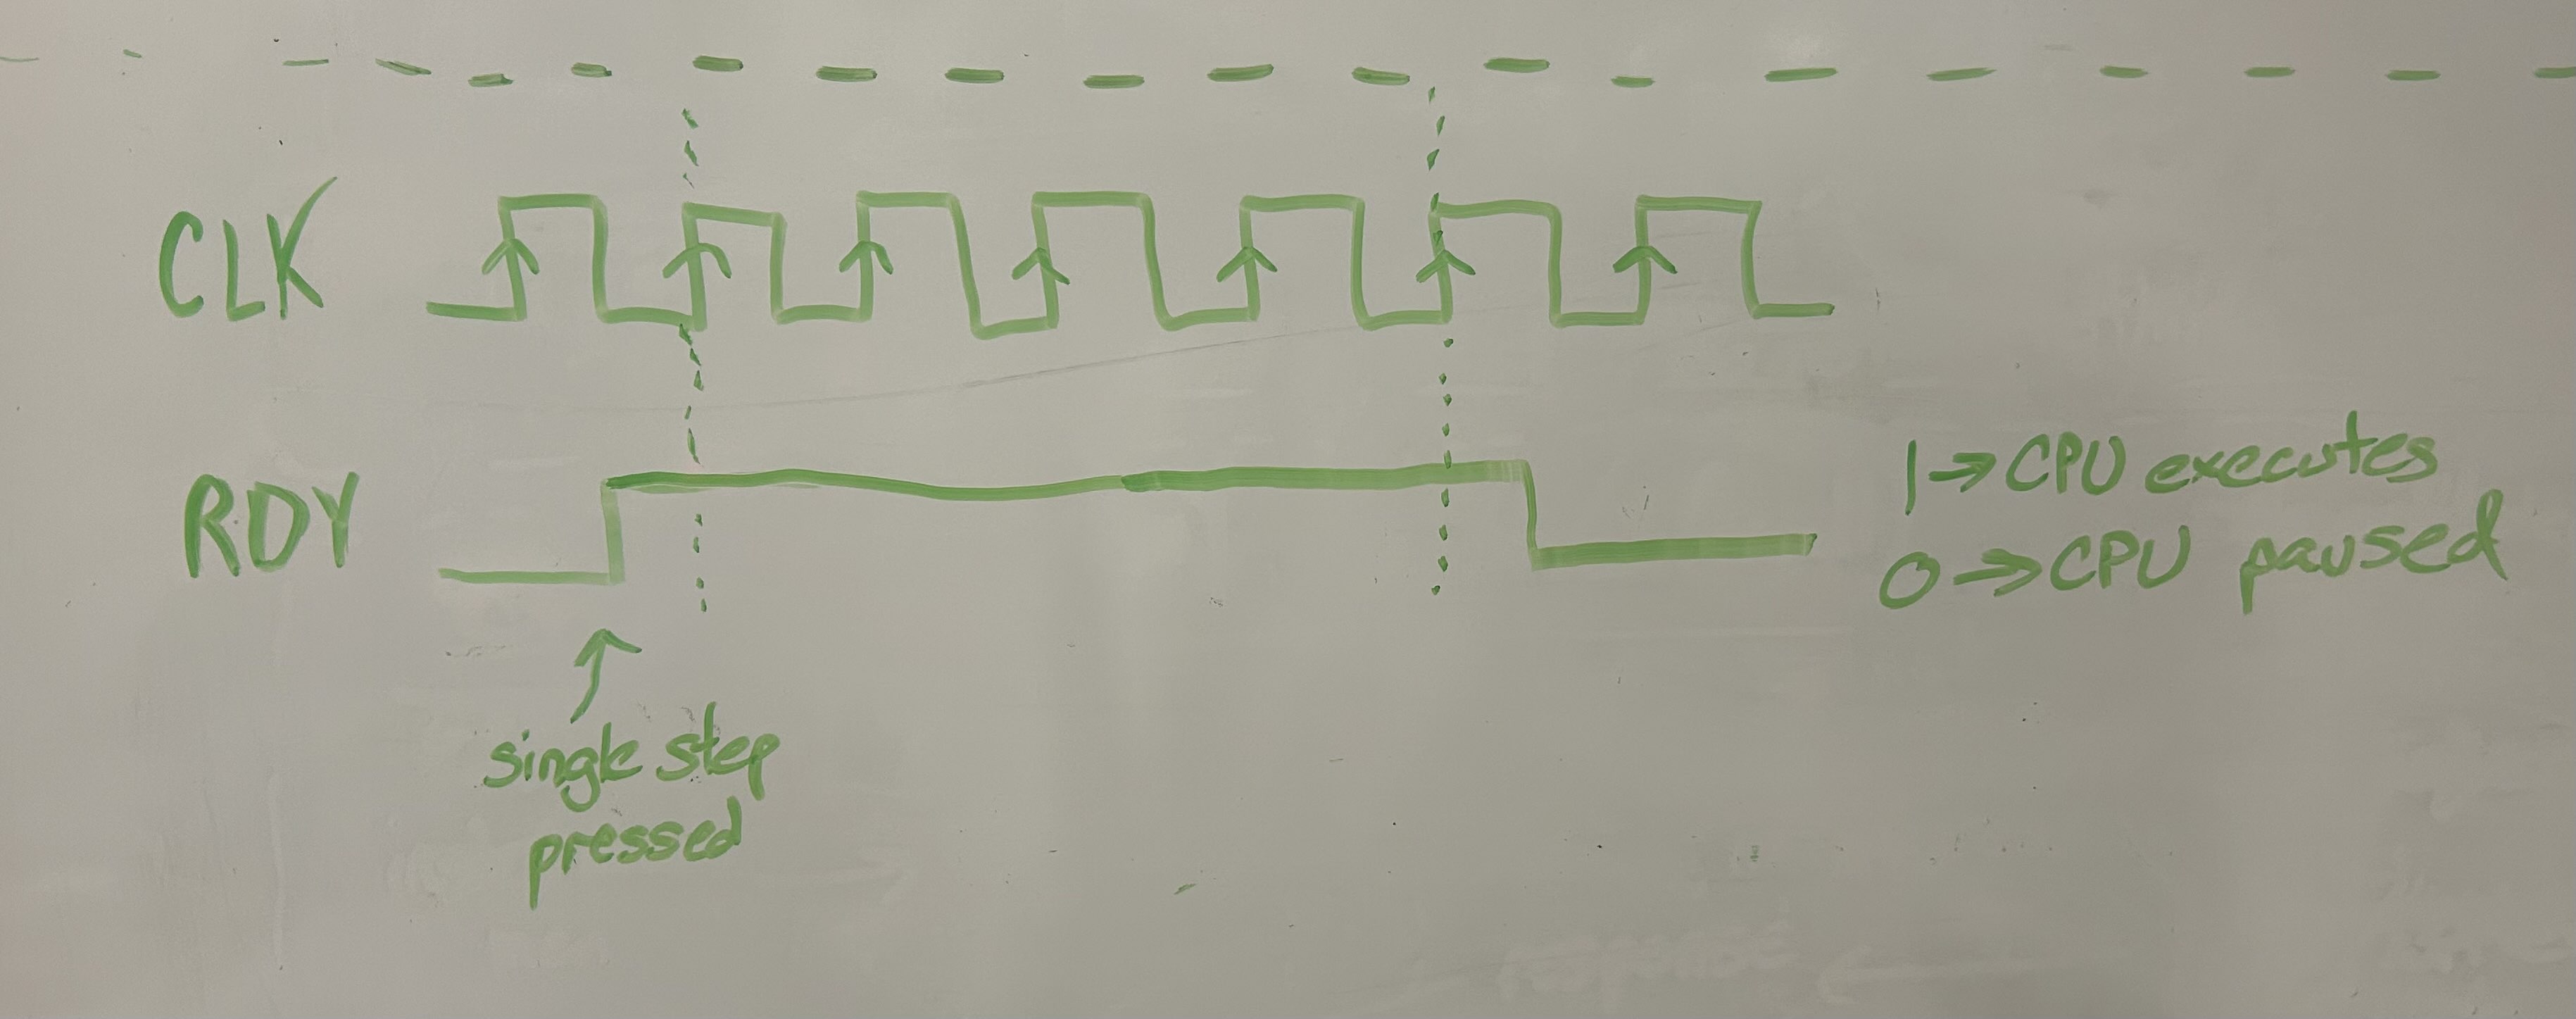 CLK
RDY
1 → CPU executes
0 → CPU paused
single step
pressed